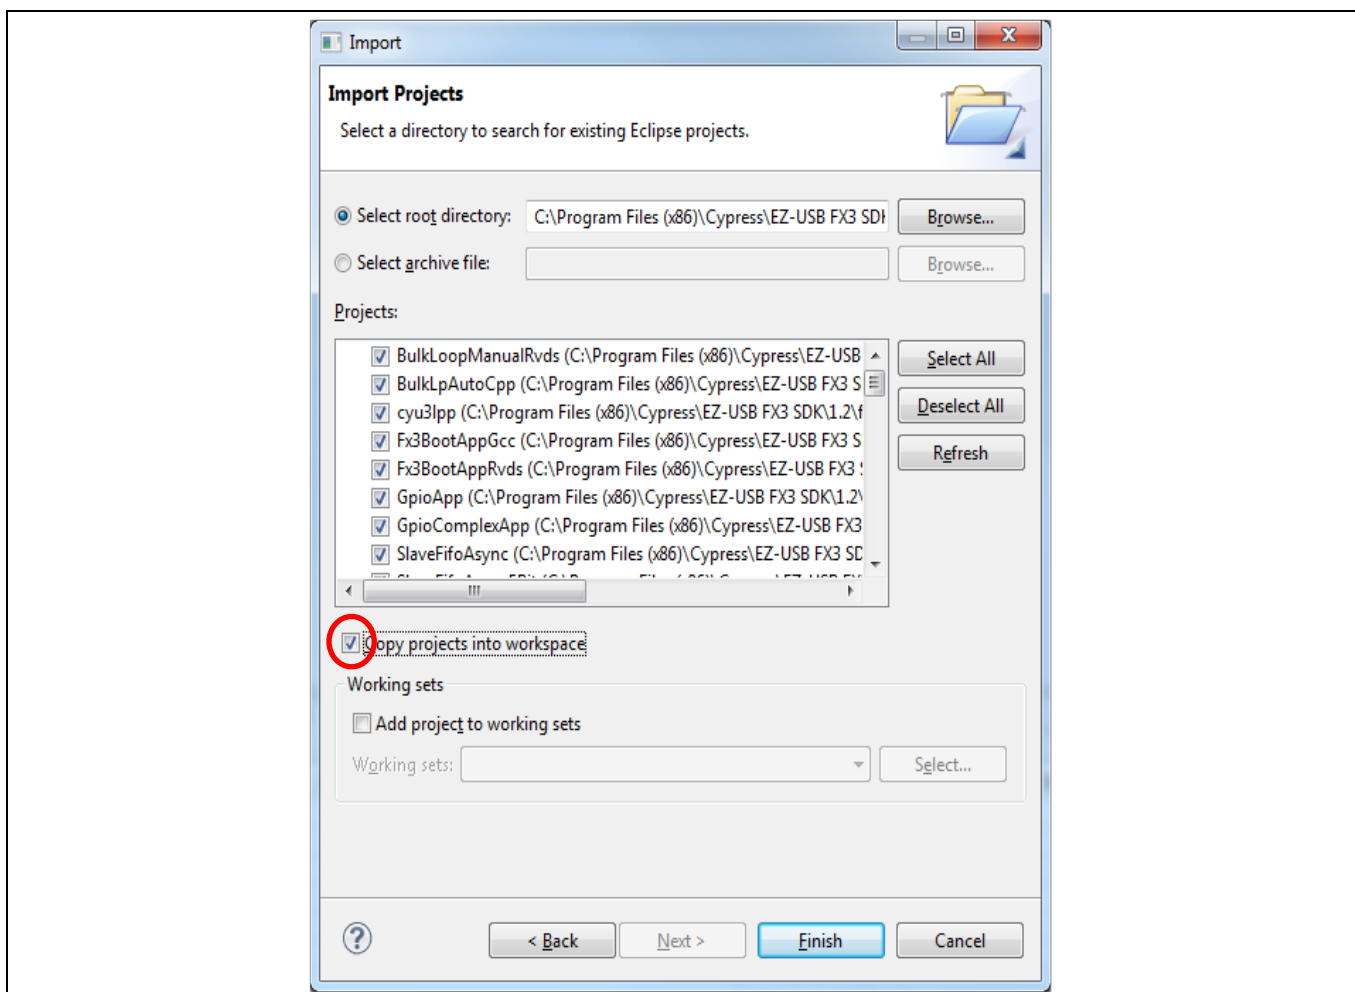 Import
Import Projects
Select a directory to search for existing Eclipse projects.
Select root directory: C:\Program Files (x86)\Cypress\EZ-USB FX3 SDK Browse...
Select archive file: Browse...
Projects:
BulkLoopManualRvds (C:\Program Files (x86)\Cypress\EZ-USB
BulkLpAutoCpp (C:\Program Files (x86)\Cypress\EZ-USB FX3 S
cyu3lpp (C:\Program Files (x86)\Cypress\EZ-USB FX3 SDK\1.2\f
Fx3BootAppGcc (C:\Program Files (x86)\Cypress\EZ-USB FX3 S
Fx3BootAppRvds (C:\Program Files (x86)\Cypress\EZ-USB FX3
GpioApp (C:\Program Files (x86)\Cypress\EZ-USB FX3 SDK\1.2\
GpioComplexApp (C:\Program Files (x86)\Cypress\EZ-USB FX3
SlaveFifoAsync (C:\Program Files (x86)\Cypress\EZ-USB FX3 SD
Select All
Deselect All
Refresh
Copy projects into workspace
Working sets
Add project to working sets
Working sets: Select...
< Back Next > Finish Cancel